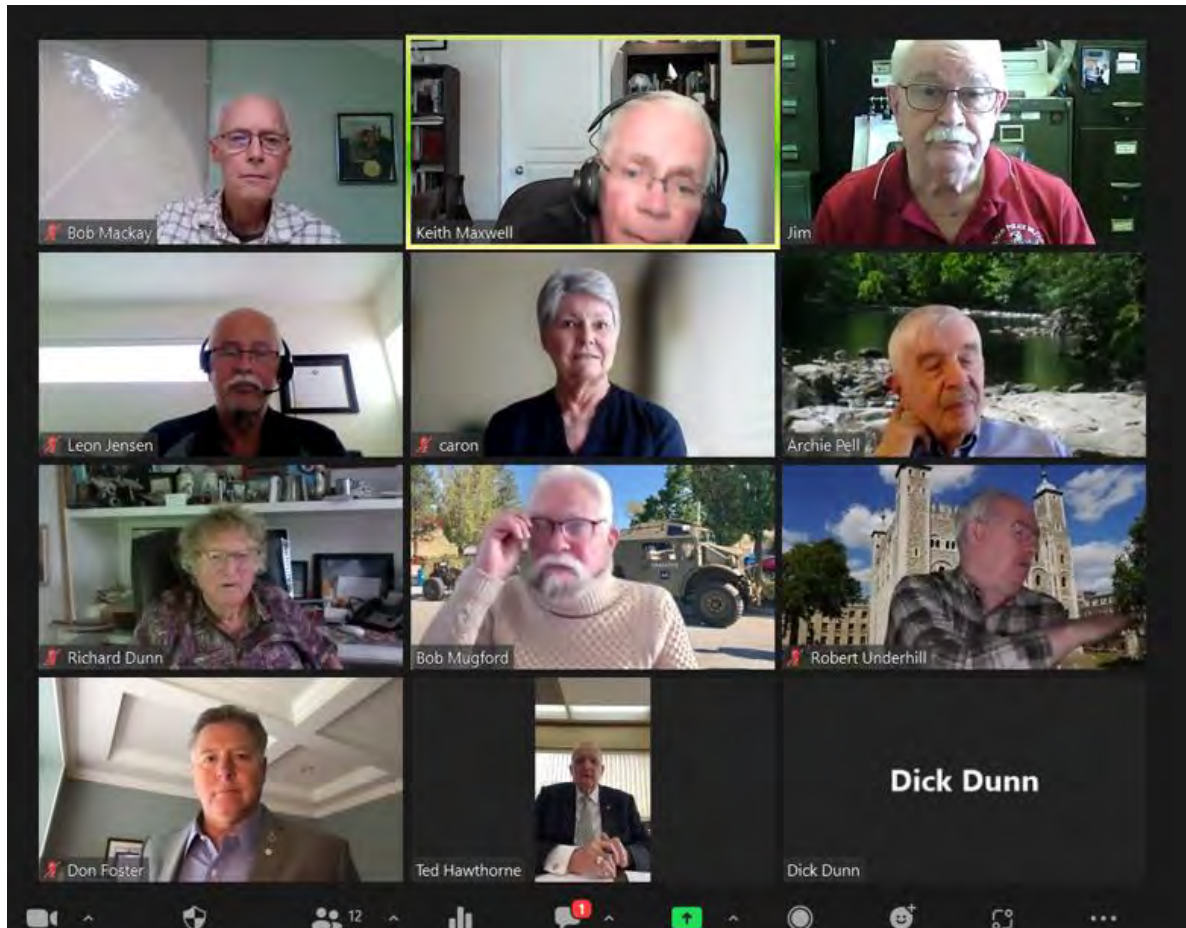 Bob Mackay
Keith Maxwell
Jim
Leon Jensen
caron
Archie Pell
Richard Dunn
Bob Mugford
Robert Underhill
Don Foster
Ted Hawthorne
Dick Dunn
Dick Dunn
12
1